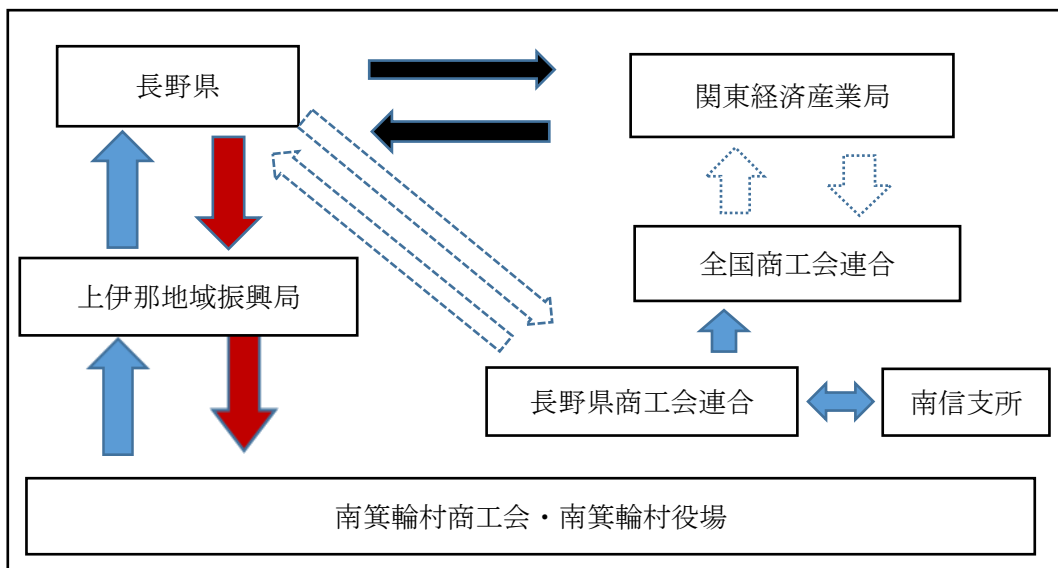 長野県
関東経済産業局
全国商工会連合
上伊那地域振興局
長野県商工会連合
南信支所
南箕輪村商工会・南箕輪村役場